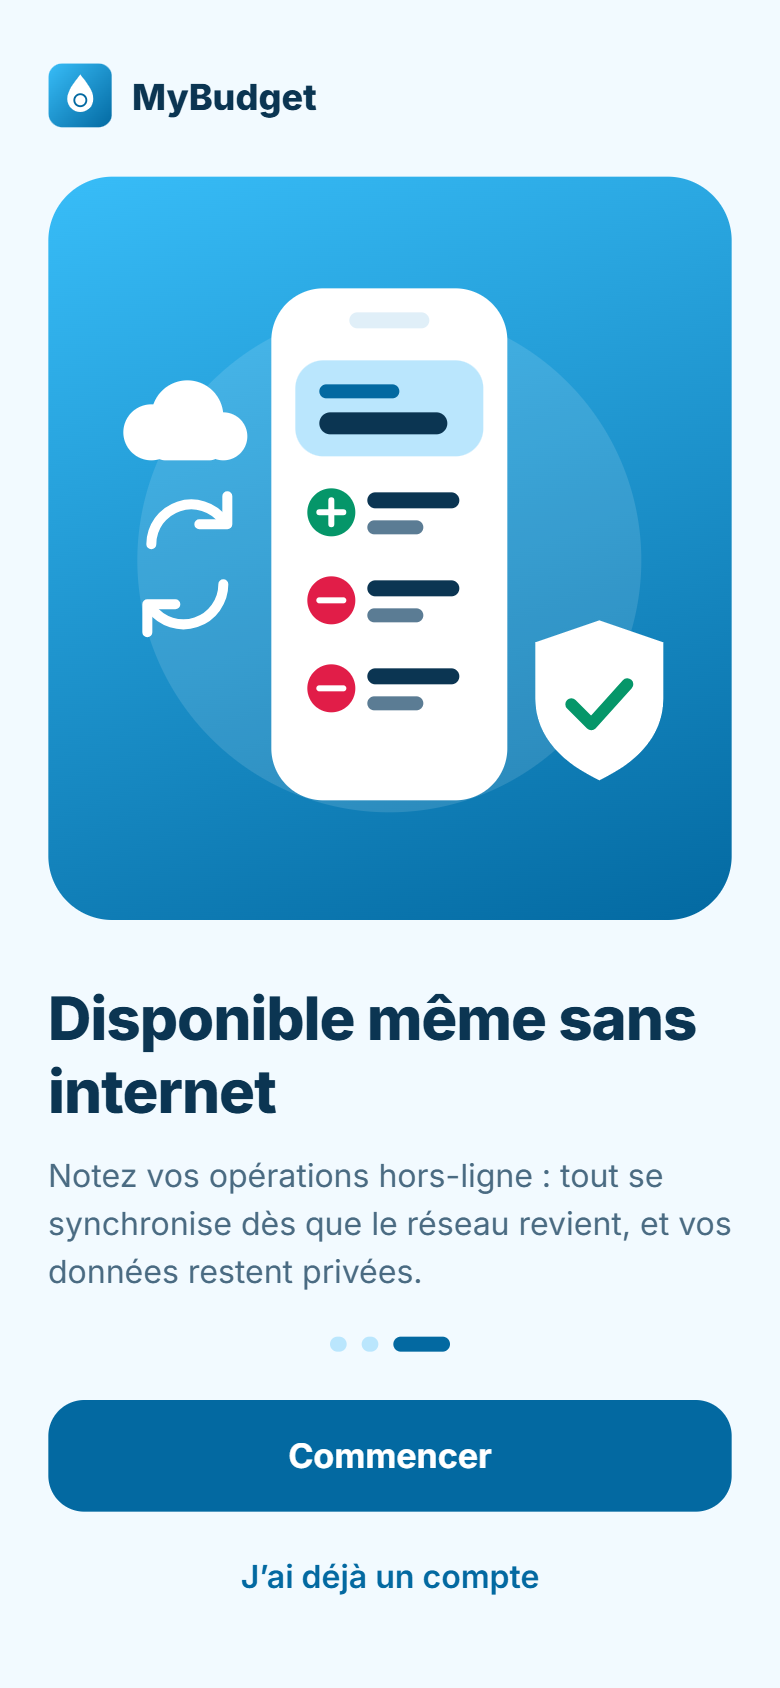 MyBudget
Disponible même sans
internet
Notez vos opérations hors-ligne : tout se
synchronise dès que le réseau revient, et vos
données restent privées.
Commencer
J’ai déjà un compte